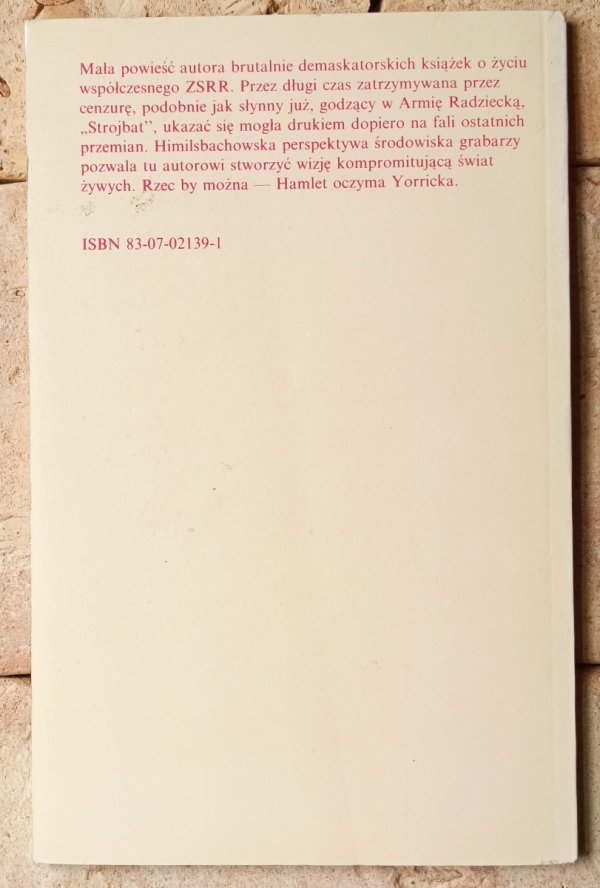 Mała powieść autora brutalnie demaskatorskich książek o życiu
współczesnego ZSRR. Przez długi czas zatrzymywana przez
cenzurę, podobnie jak słynny już, godzący w Armię Radziecką,
„Strojbat”, ukazać się mogła drukiem dopiero na fali ostatnich
przemian. Himilsbachowska perspektywa środowiska grabarzy
pozwala tu autorowi stworzyć wizję kompromitującą świat
żywych. Rzec by można — Hamlet oczyma Yorricka.
ISBN 83-07-02139-1